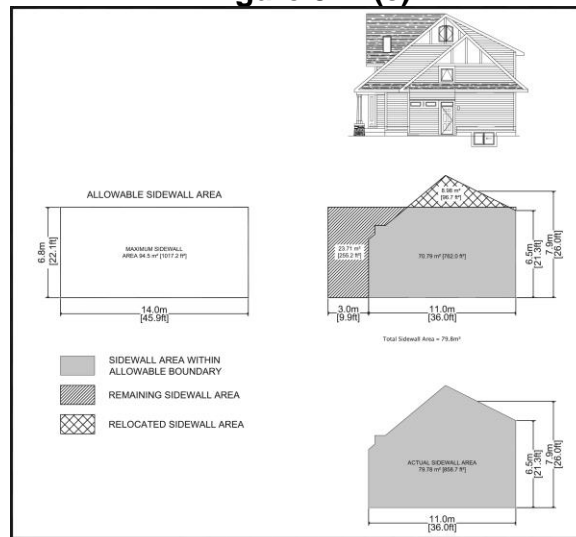 ALLOWABLE SIDEWALL AREA
6.8m
[22.1ft]
MAXIMUM SIDEWALL
AREA 94.5 m² [1017.2 ft²]
14.0m
[45.9ft]
8.98 m²
[96.7 ft²]
23.71 m²
[255.2 ft²]
70.79 m² [762.0 ft²]
6.5m
[21.3ft]
7.9m
[26.0ft]
3.0m
[9.9ft]
11.0m
[36.0ft]
Total Sidewall Area = 79.8m²
SIDEWALL AREA WITHIN
ALLOWABLE BOUNDARY
REMAINING SIDEWALL AREA
RELOCATED SIDEWALL AREA
ACTUAL SIDEWALL AREA
79.78 m² [858.7 ft²]
6.5m
[21.3ft]
7.9m
[26.0ft]
11.0m
[36.0ft]